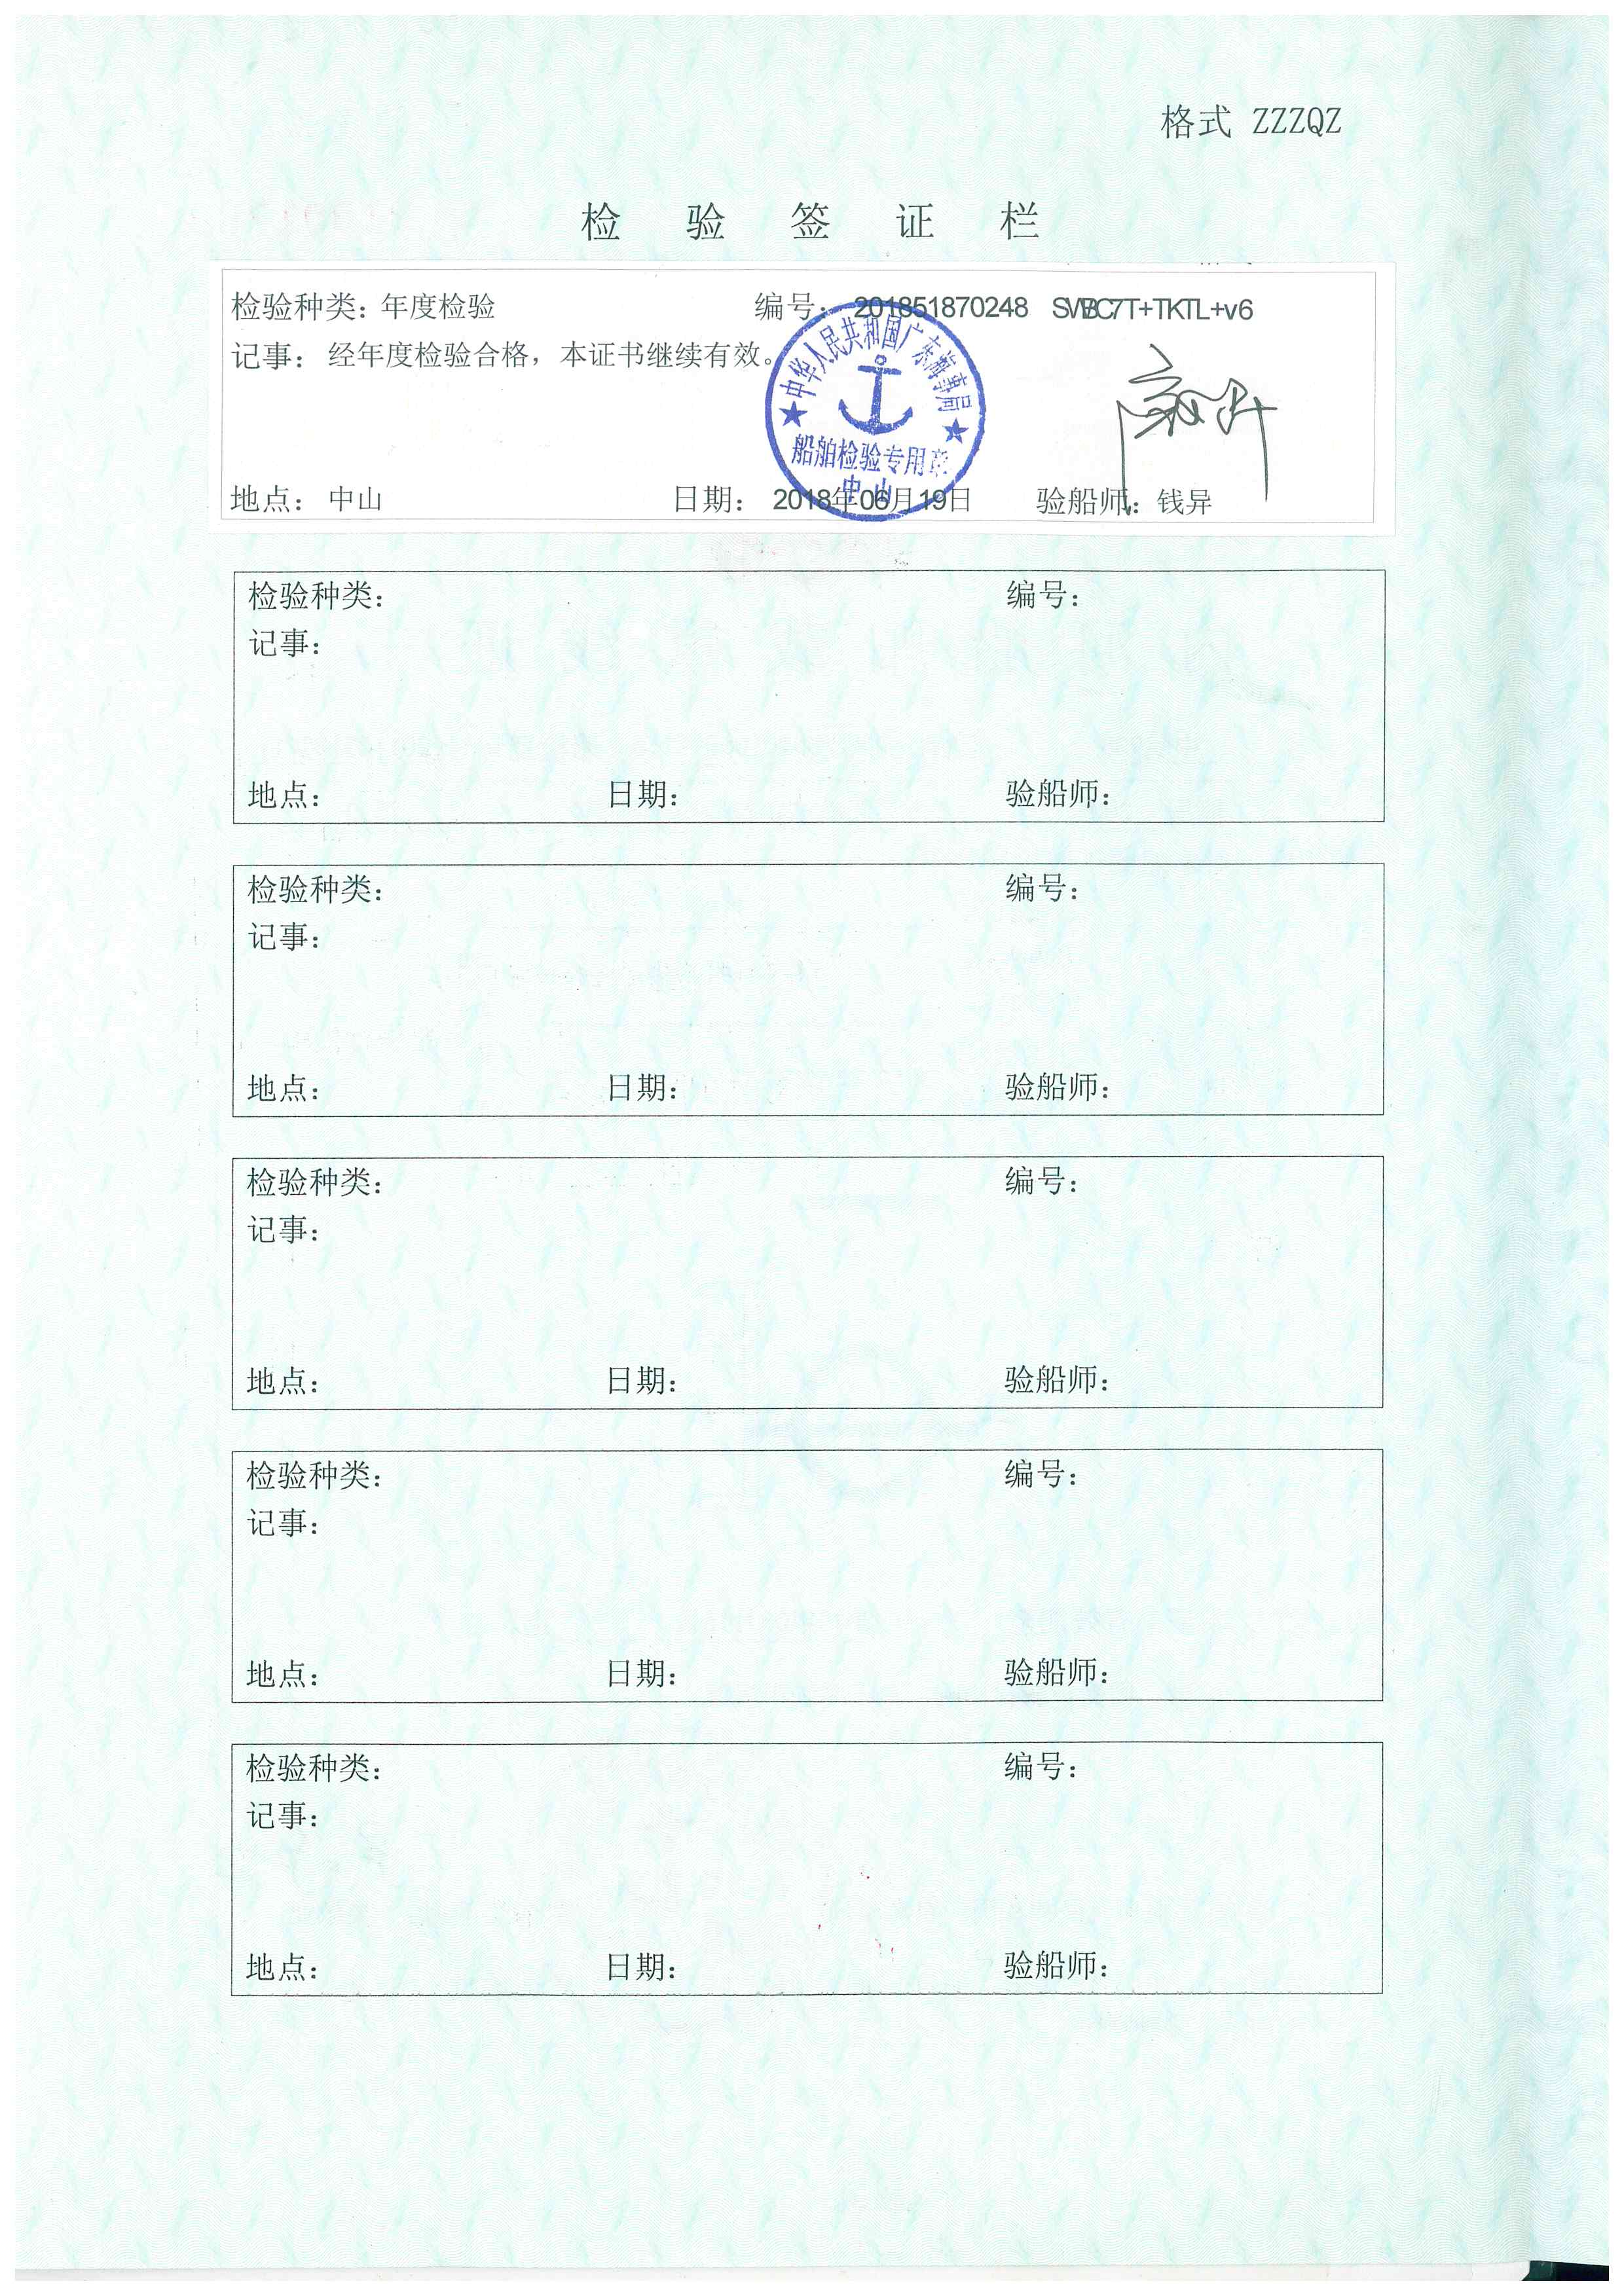 格式 ZZZQZ
检 验 签 证 栏
检验种类：年度检验 编号：201851870248
记事：经年度检验合格，本证书继续有效。
中华人民共和国广东海事局
船舶检验专用章
中山
地点：中山 日期：2018年06月19日 验船师：钱异
检验种类： 编号：
记事：
地点： 日期： 验船师：
检验种类： 编号：
记事：
地点： 日期： 验船师：
检验种类： 编号：
记事：
地点： 日期： 验船师：
检验种类： 编号：
记事：
地点： 日期： 验船师：
检验种类： 编号：
记事：
地点： 日期： 验船师：